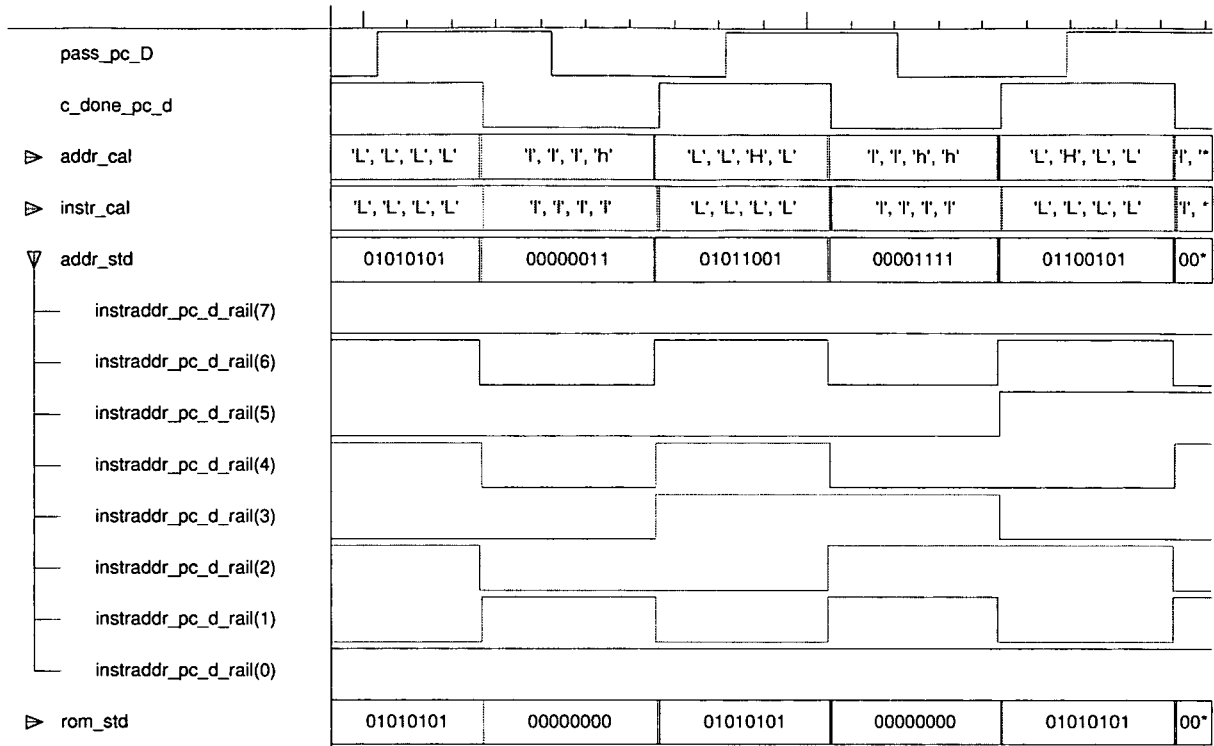 pass_pc_D
c_done_pc_d
addr_cal 'L', 'L', 'L', 'L' 'l', 'l', 'l', 'h' 'L', 'L', 'H', 'L' 'l', 'l', 'h', 'h' 'L', 'H', 'L', 'L' 'l', '*
instr_cal 'L', 'L', 'L', 'L' 'l', 'l', 'l', 'l' 'L', 'L', 'L', 'L' 'l', 'l', 'l', 'l' 'L', 'L', 'L', 'L' 'l', *
addr_std 01010101 00000011 01011001 00001111 01100101 00*
instraddr_pc_d_rail(7)
instraddr_pc_d_rail(6)
instraddr_pc_d_rail(5)
instraddr_pc_d_rail(4)
instraddr_pc_d_rail(3)
instraddr_pc_d_rail(2)
instraddr_pc_d_rail(1)
instraddr_pc_d_rail(0)
rom_std 01010101 00000000 01010101 00000000 01010101 00*